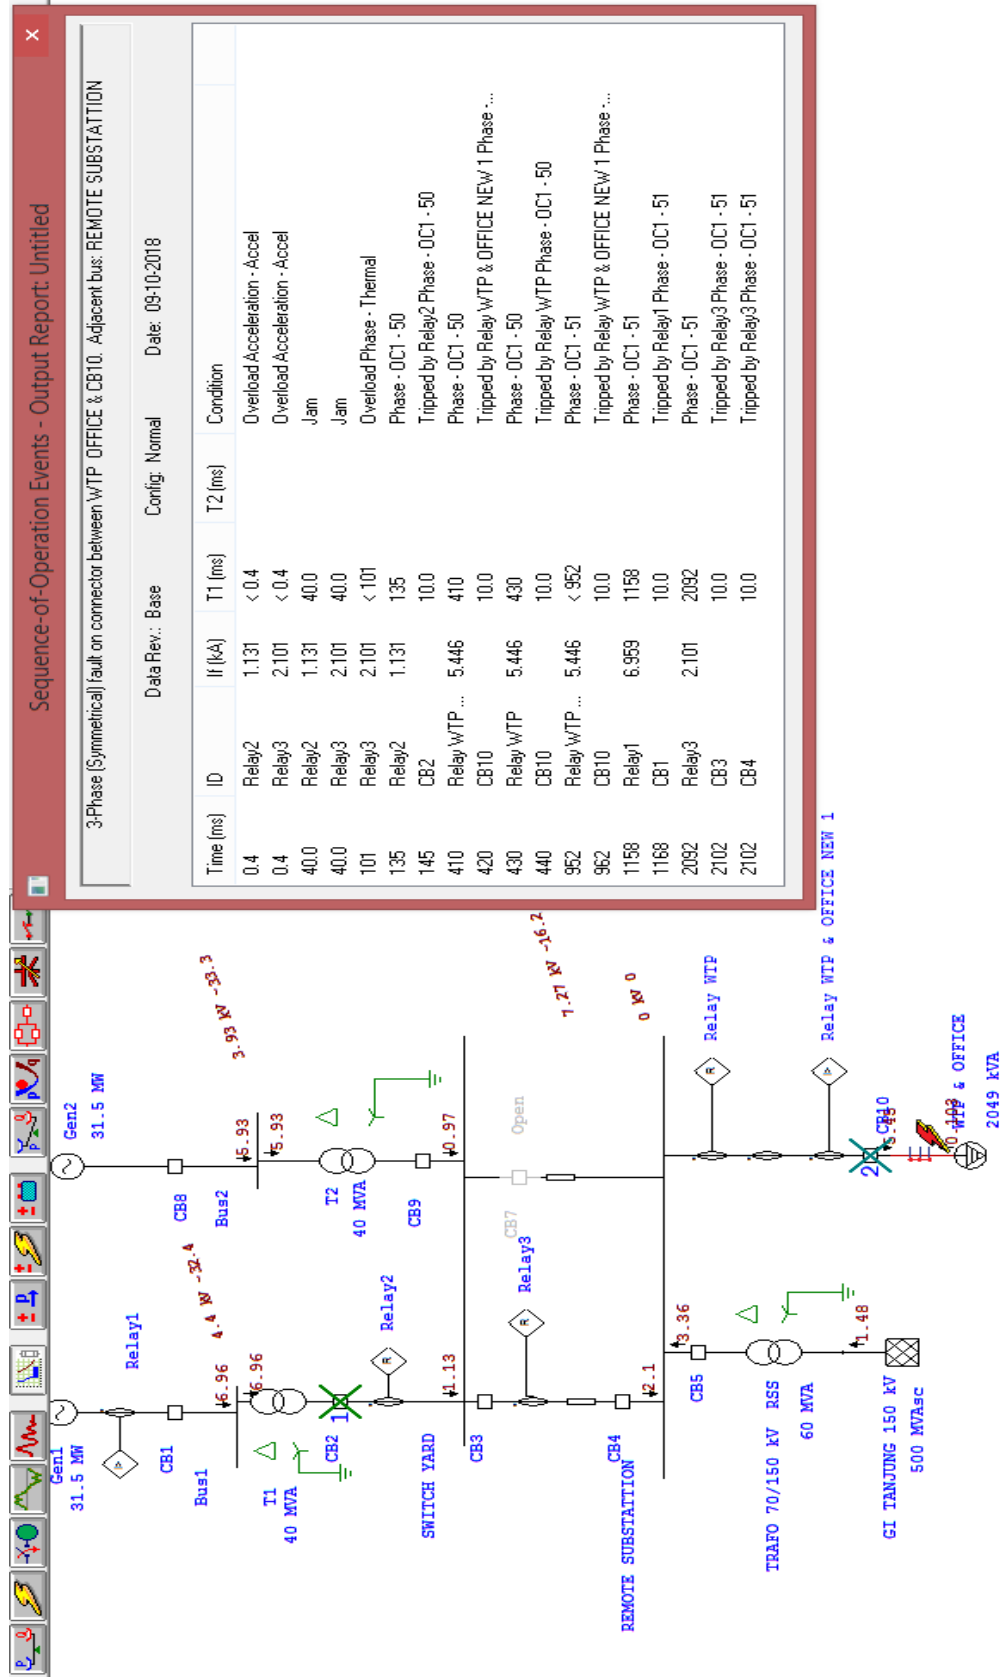 Sequence-of-Operation Events - Output Report: Untitled
x
3-Phase (Symmetrical) fault on connector between WTP OFFICE & CB10. Adjacent bus: REMOTE SUBSTATTION
Data Rev.: Base Config: Normal Date: 09-10-2018
Time (ms) ID If (kA) T1 (ms) T2 (ms) Condition
0.4 Relay2 1.131 < 0.4 Overload Acceleration - Accel
0.4 Relay3 2.101 < 0.4 Overload Acceleration - Accel
40.0 Relay2 1.131 40.0 Jam
40.0 Relay3 2.101 40.0 Jam
101 Relay3 2.101 < 101 Overload Phase - Thermal
135 Relay2 1.131 135 Phase - OC1 - 50
145 CB2 10.0 Tripped by Relay2 Phase - OC1 - 50
410 Relay WTP ... 5.446 410 Phase - OC1 - 50
420 CB10 10.0 Tripped by Relay WTP & OFFICE NEW 1 Phase -...
430 Relay WTP 5.446 430 Phase - OC1 - 50
440 CB10 10.0 Tripped by Relay WTP Phase - OC1 - 50
952 Relay WTP ... 5.446 < 952 Phase - OC1 - 51
962 CB10 10.0 Tripped by Relay WTP & OFFICE NEW 1 Phase -...
1158 Relay1 6.959 1158 Phase - OC1 - 51
1168 CB1 10.0 Tripped by Relay1 Phase - OC1 - 51
2092 Relay3 2.101 2092 Phase - OC1 - 51
2102 CB3 10.0 Tripped by Relay3 Phase - OC1 - 51
2102 CB4 10.0 Tripped by Relay3 Phase - OC1 - 51
Gen1
31.5 MW
Relay1
CB1
Bus1
6.96
4.4 kV -32.4
6.96
T1
40 MVA
CB2
1
Relay2
R
1.13
SWITCH YARD
Gen2
31.5 MW
CB8
Bus2
5.93
3.93 kV -33.3
5.93
T2
40 MVA
CB9
0.97
7.27 kV -16.2
CB3
Relay3
R
CB4
2.1
CB7
Open
REMOTE SUBSTATTION
0 kV 0
3.36
CB5
TRAFO 70/150 kV RSS
60 MVA
1.48
GI TANJUNG 150 kV
500 MVAsc
R
Relay WTP
Relay WTP & OFFICE NEW 1
CB10
2
5.45
0.103
WTP & OFFICE
2049 kVA